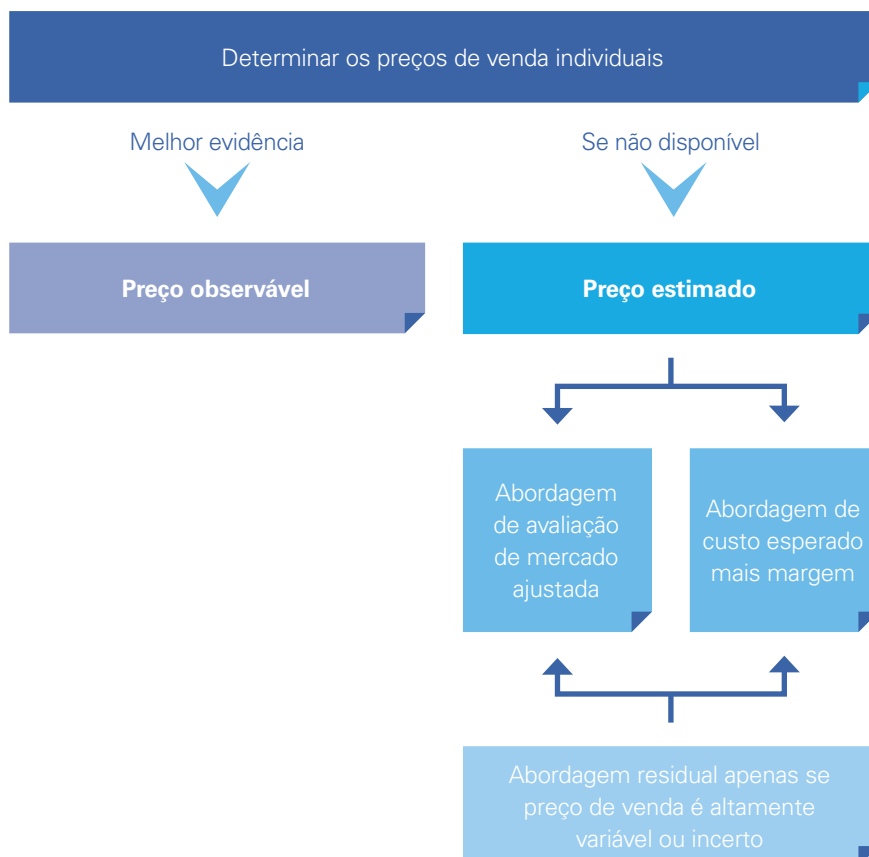 Determinar os preços de venda individuais
Melhor evidência
Se não disponível
Preço observável
Preço estimado
Abordagem
de avaliação
de mercado
ajustada
Abordagem de
custo esperado
mais margem
Abordagem residual apenas se
preço de venda é altamente
variável ou incerto